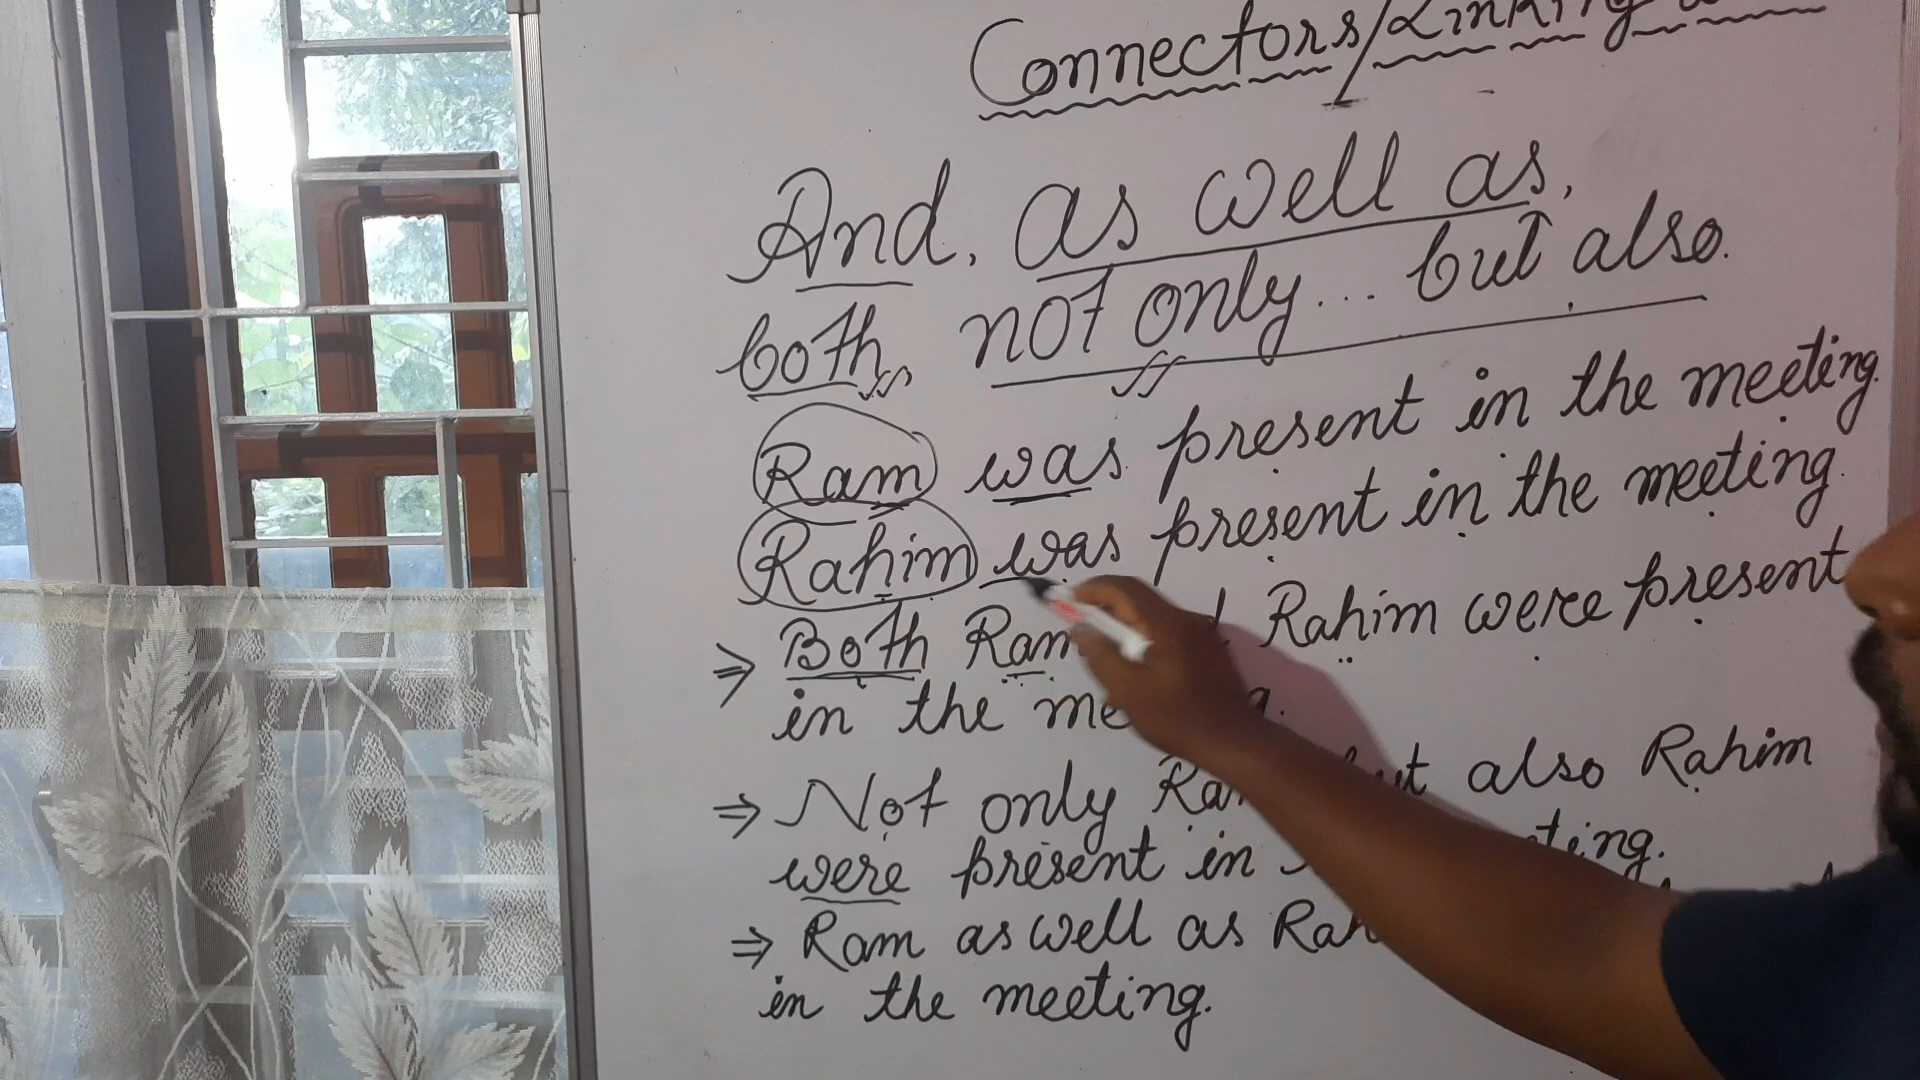 Connectors/Linking
And, as well as,
both, not only... but also.
Ram was present in the meeting.
Rahim was present in the meeting.
⇒ Both Ram Rahim were present
in the
⇒ Not only but also Rahim
were present in
⇒ Ram as well as
in the meeting.